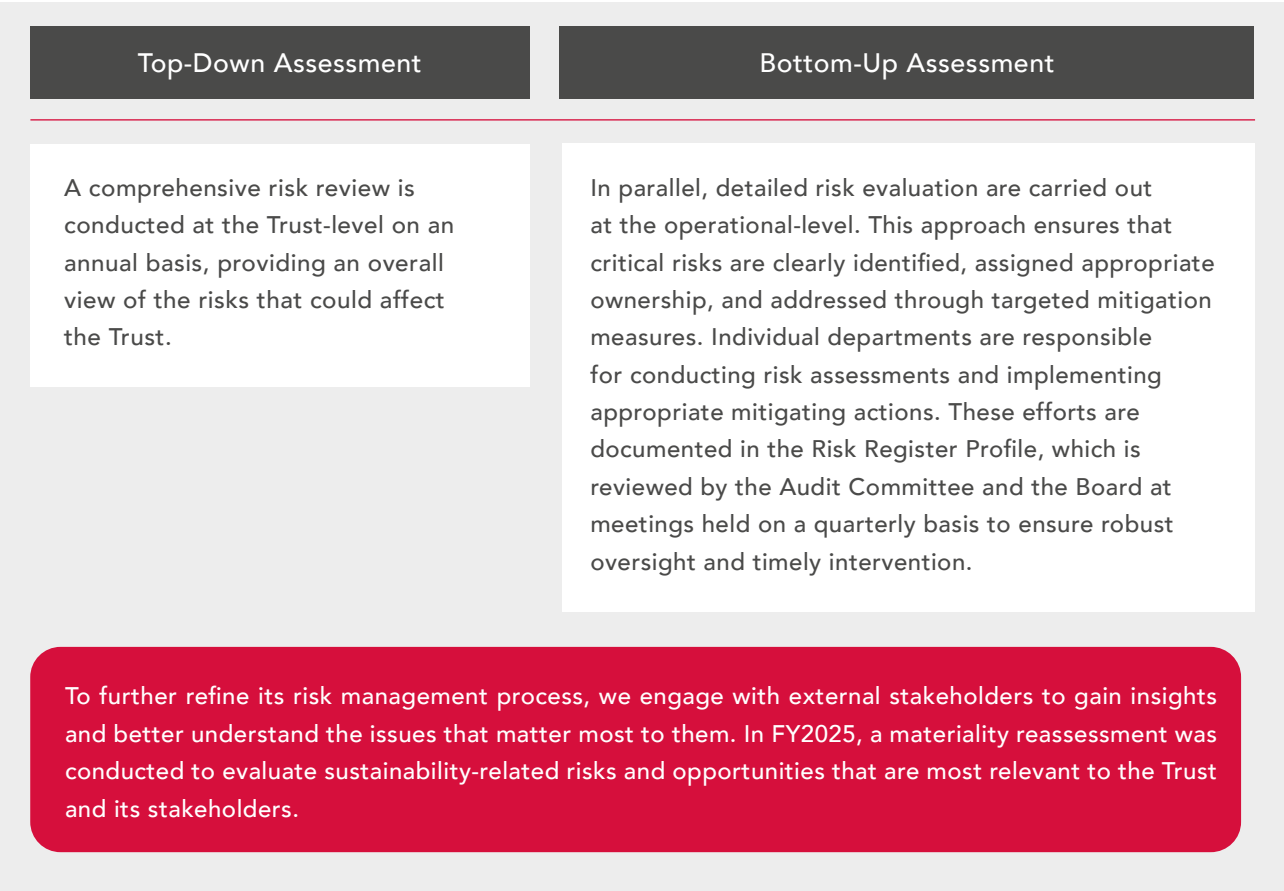 Top-Down Assessment
Bottom-Up Assessment
A comprehensive risk review is
conducted at the Trust-level on an
annual basis, providing an overall
view of the risks that could affect
the Trust.
In parallel, detailed risk evaluation are carried out
at the operational-level. This approach ensures that
critical risks are clearly identified, assigned appropriate
ownership, and addressed through targeted mitigation
measures. Individual departments are responsible
for conducting risk assessments and implementing
appropriate mitigating actions. These efforts are
documented in the Risk Register Profile, which is
reviewed by the Audit Committee and the Board at
meetings held on a quarterly basis to ensure robust
oversight and timely intervention.
To further refine its risk management process, we engage with external stakeholders to gain insights
and better understand the issues that matter most to them. In FY2025, a materiality reassessment was
conducted to evaluate sustainability-related risks and opportunities that are most relevant to the Trust
and its stakeholders.